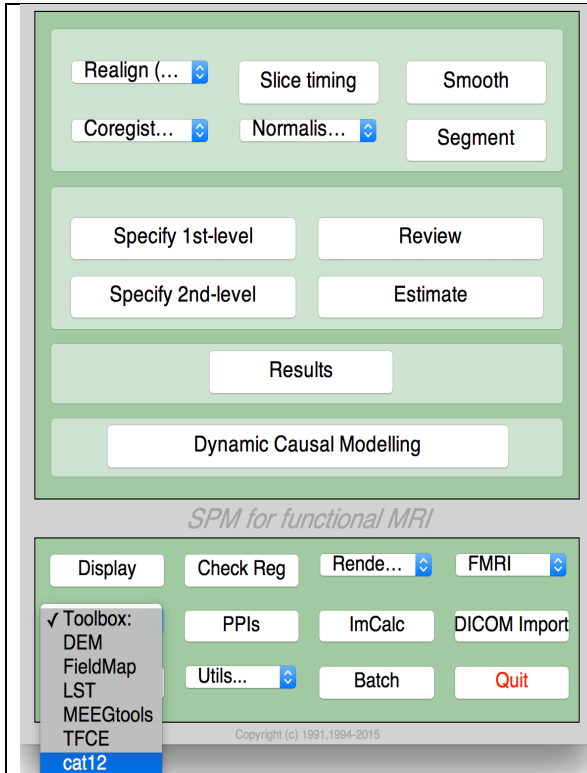 Realign (...
Slice timing
Smooth
Coregist...
Normalis...
Segment
Specify 1st-level
Review
Specify 2nd-level
Estimate
Results
Dynamic Causal Modelling
SPM for functional MRI
Display
Check Reg
Rende...
FMRI
✓ Toolbox:
PPIs
ImCalc
DICOM Import
DEM
FieldMap
LST
Utils...
Batch
Quit
MEEGtools
TFCE
cat12
Copyright (c) 1991,1994-2015